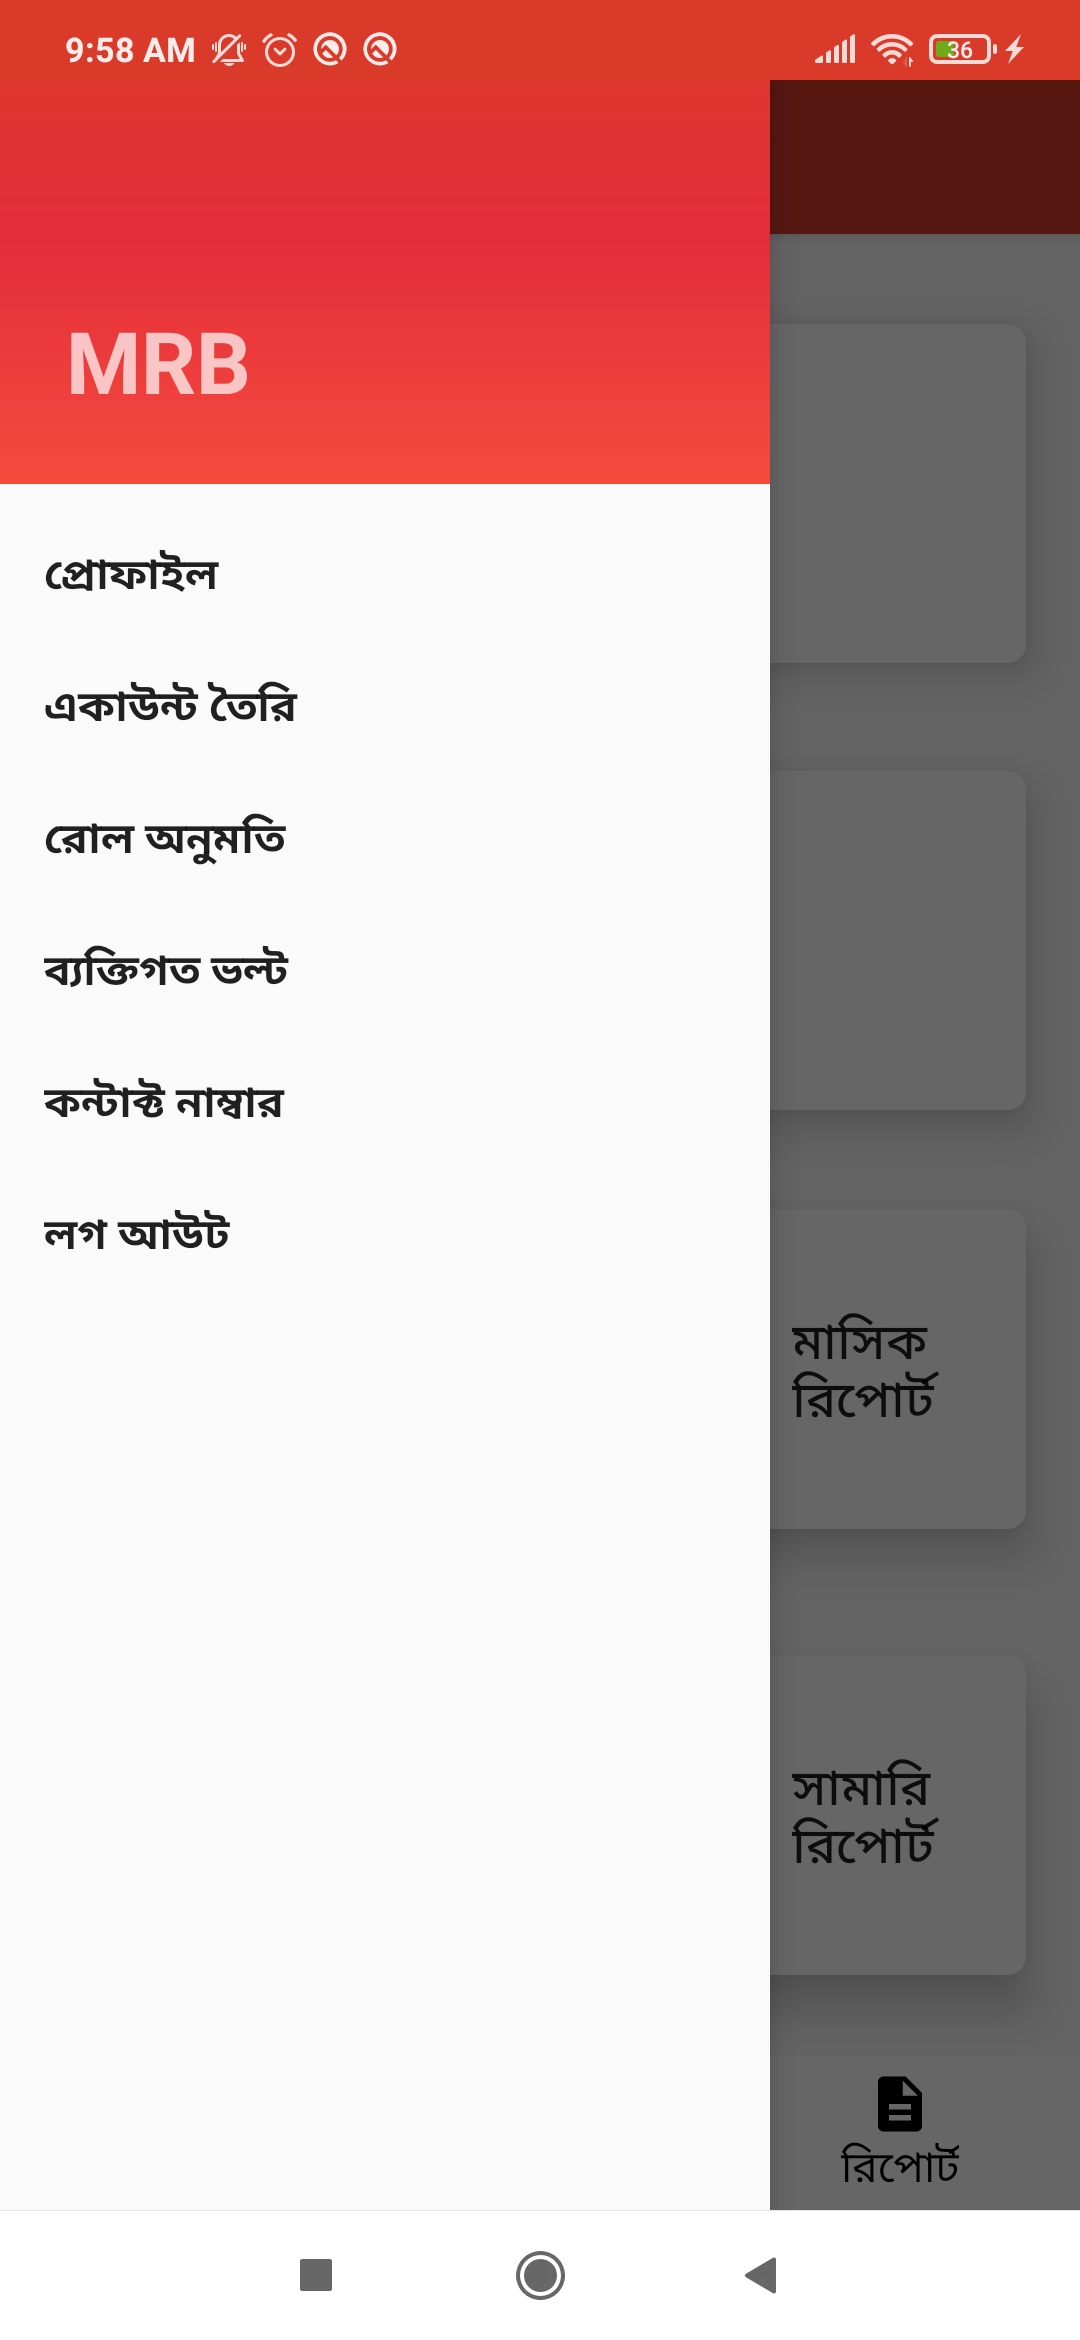 9:58 AM
36
MRB
প্রোফাইল
একাউন্ট তৈরি
রোল অনুমতি
ব্যক্তিগত ভল্ট
কন্টাক্ট নাম্বার
লগ আউট
মাসিক
রিপোর্ট
সামারি
রিপোর্ট
রিপোর্ট